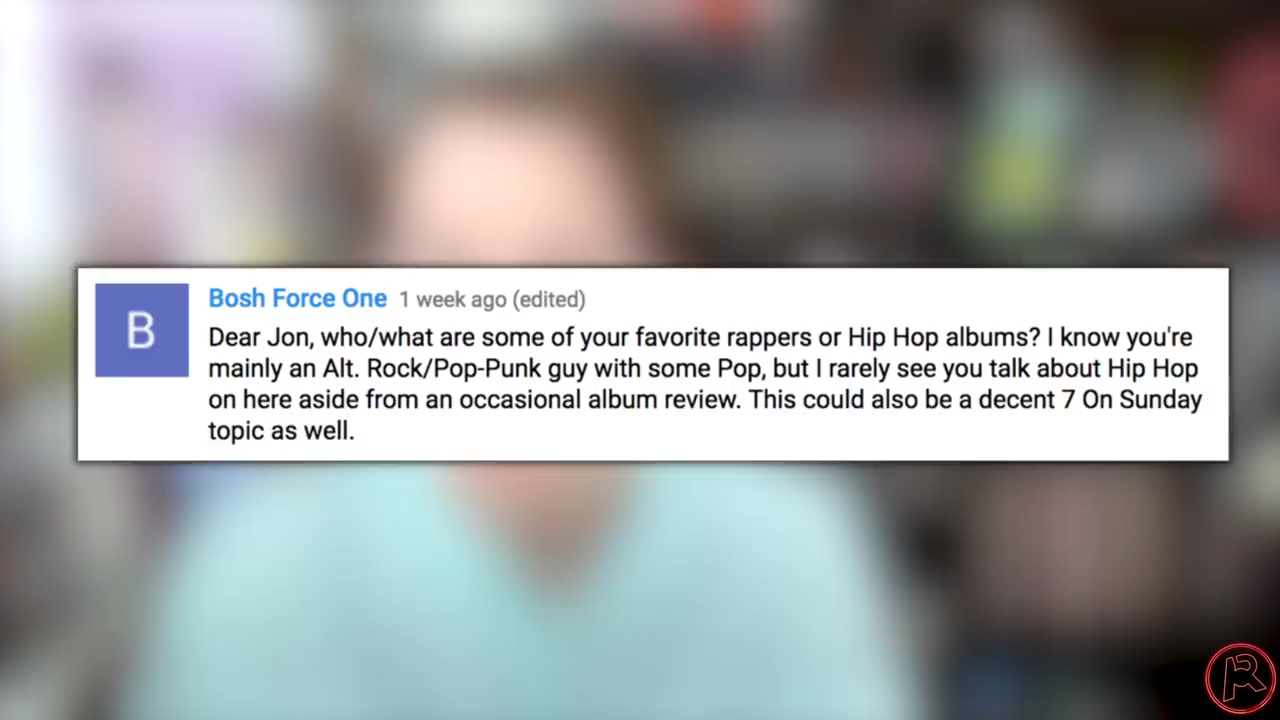 B
Bosh Force One 1 week ago (edited)
Dear Jon, who/what are some of your favorite rappers or Hip Hop albums? I know you're
mainly an Alt. Rock/Pop-Punk guy with some Pop, but I rarely see you talk about Hip Hop
on here aside from an occasional album review. This could also be a decent 7 On Sunday
topic as well.